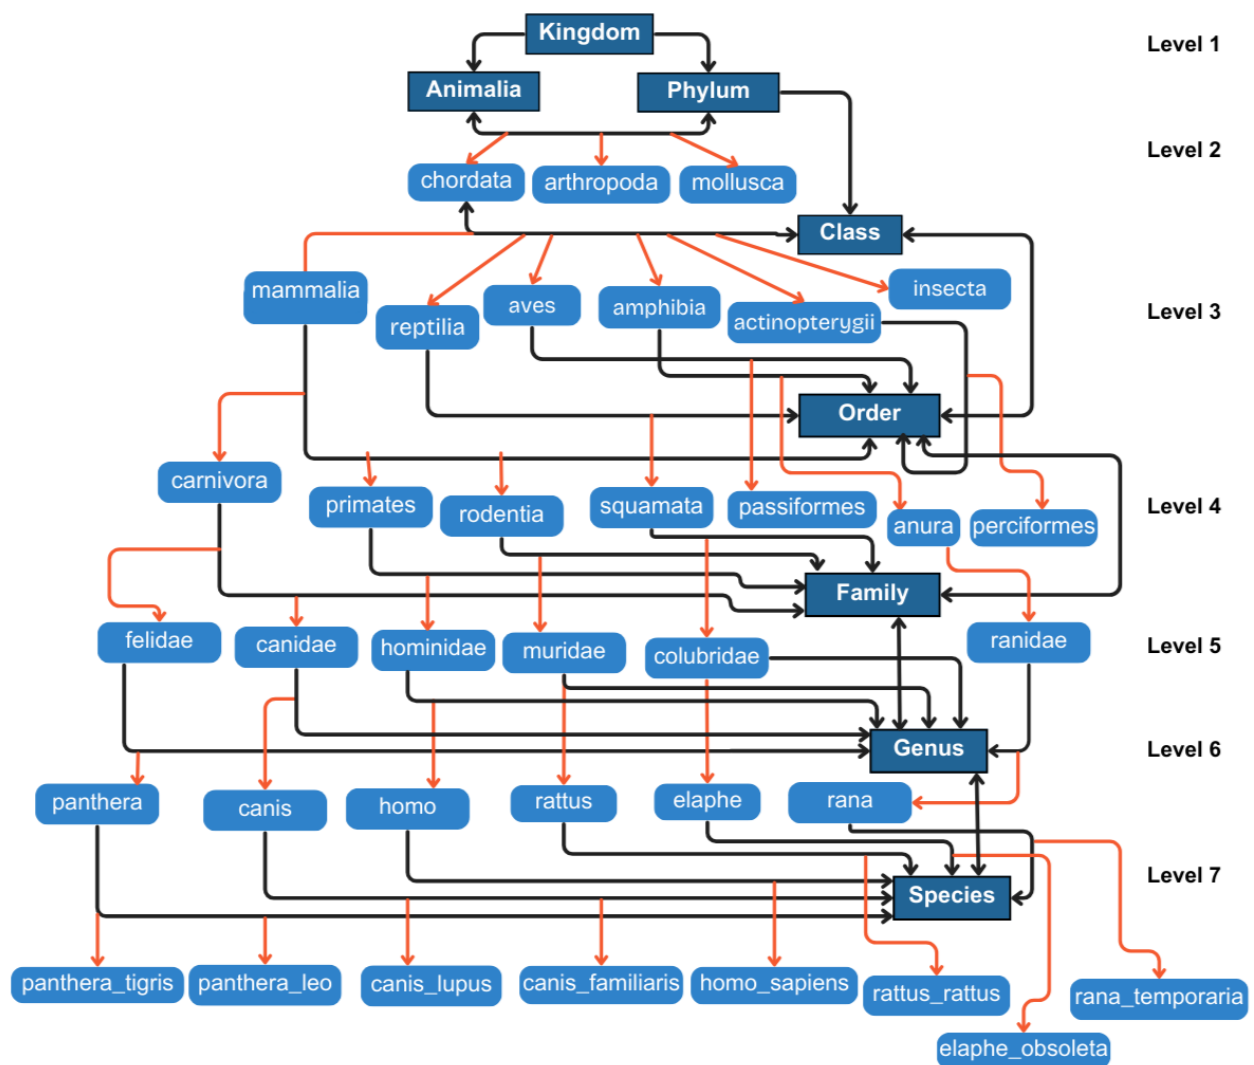 Kingdom
Level 1
Animalia
Phylum
Level 2
chordata
arthropoda
mollusca
Class
mammalia
reptilia
aves
amphibia
actinopterygii
insecta
Level 3
Order
carnivora
primates
rodentia
squamata
passiformes
anura
perciformes
Level 4
Family
felidae
canidae
hominidae
muridae
colubridae
ranidae
Level 5
Genus
Level 6
panthera
canis
homo
rattus
elaphe
rana
Level 7
Species
panthera_tigris
panthera_leo
canis_lupus
canis_familiaris
homo_sapiens
rattus_rattus
rana_temporaria
elaphe_obsoleta